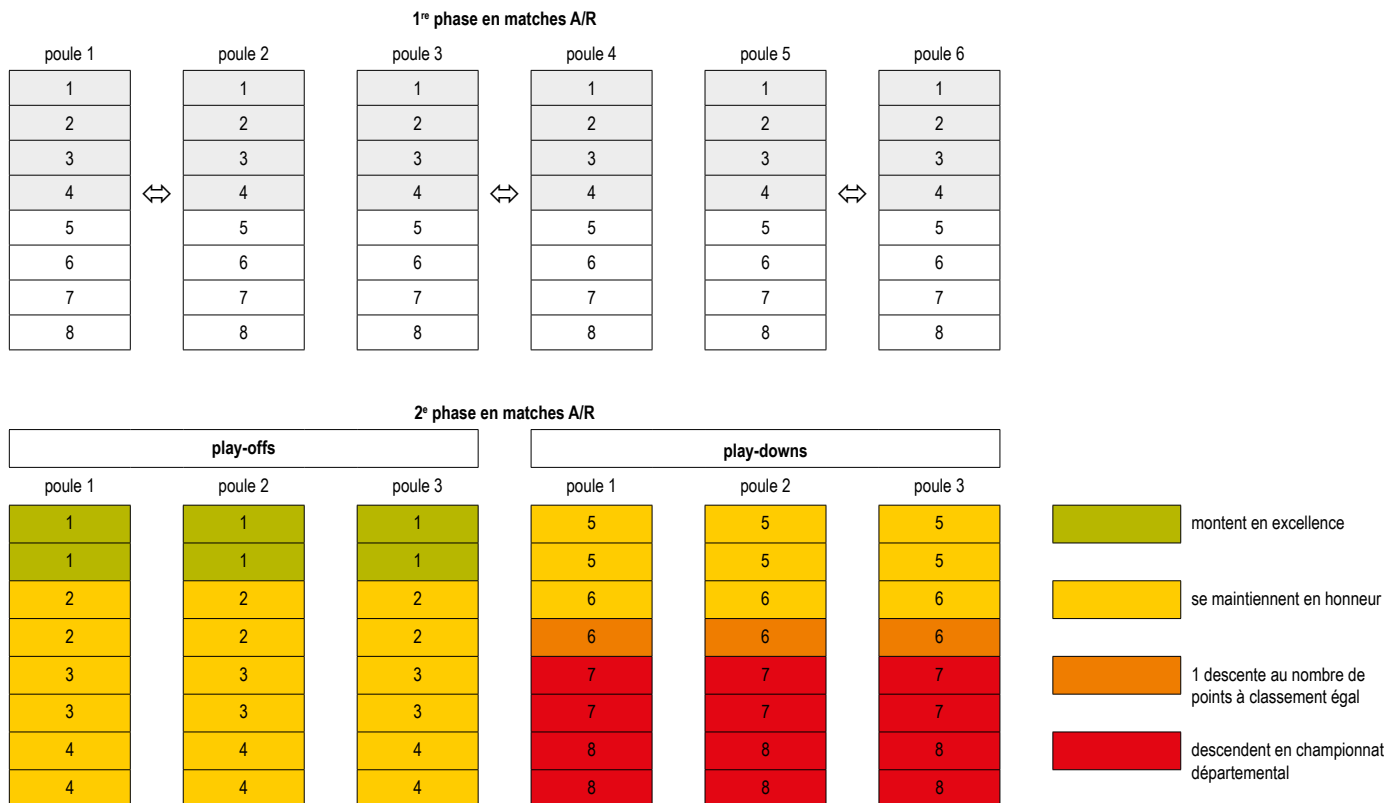 1re phase en matches A/R
poule 1 poule 2 poule 3 poule 4 poule 5 poule 6
1 1 1 1 1 1
2 2 2 2 2 2
3 3 3 3 3 3
4 ⬄ 4 4 ⬄ 4 4 ⬄ 4
5 5 5 5 5 5
6 6 6 6 6 6
7 7 7 7 7 7
8 8 8 8 8 8
2e phase en matches A/R
play-offs play-downs
poule 1 poule 2 poule 3 poule 1 poule 2 poule 3
1 1 1 5 5 5
1 1 1 5 5 5
2 2 2 6 6 6
2 2 2 6 6 6
3 3 3 7 7 7
3 3 3 7 7 7
4 4 4 8 8 8
4 4 4 8 8 8
montent en excellence
se maintiennent en honneur
1 descente au nombre de
points à classement égal
descendent en championnat
départemental